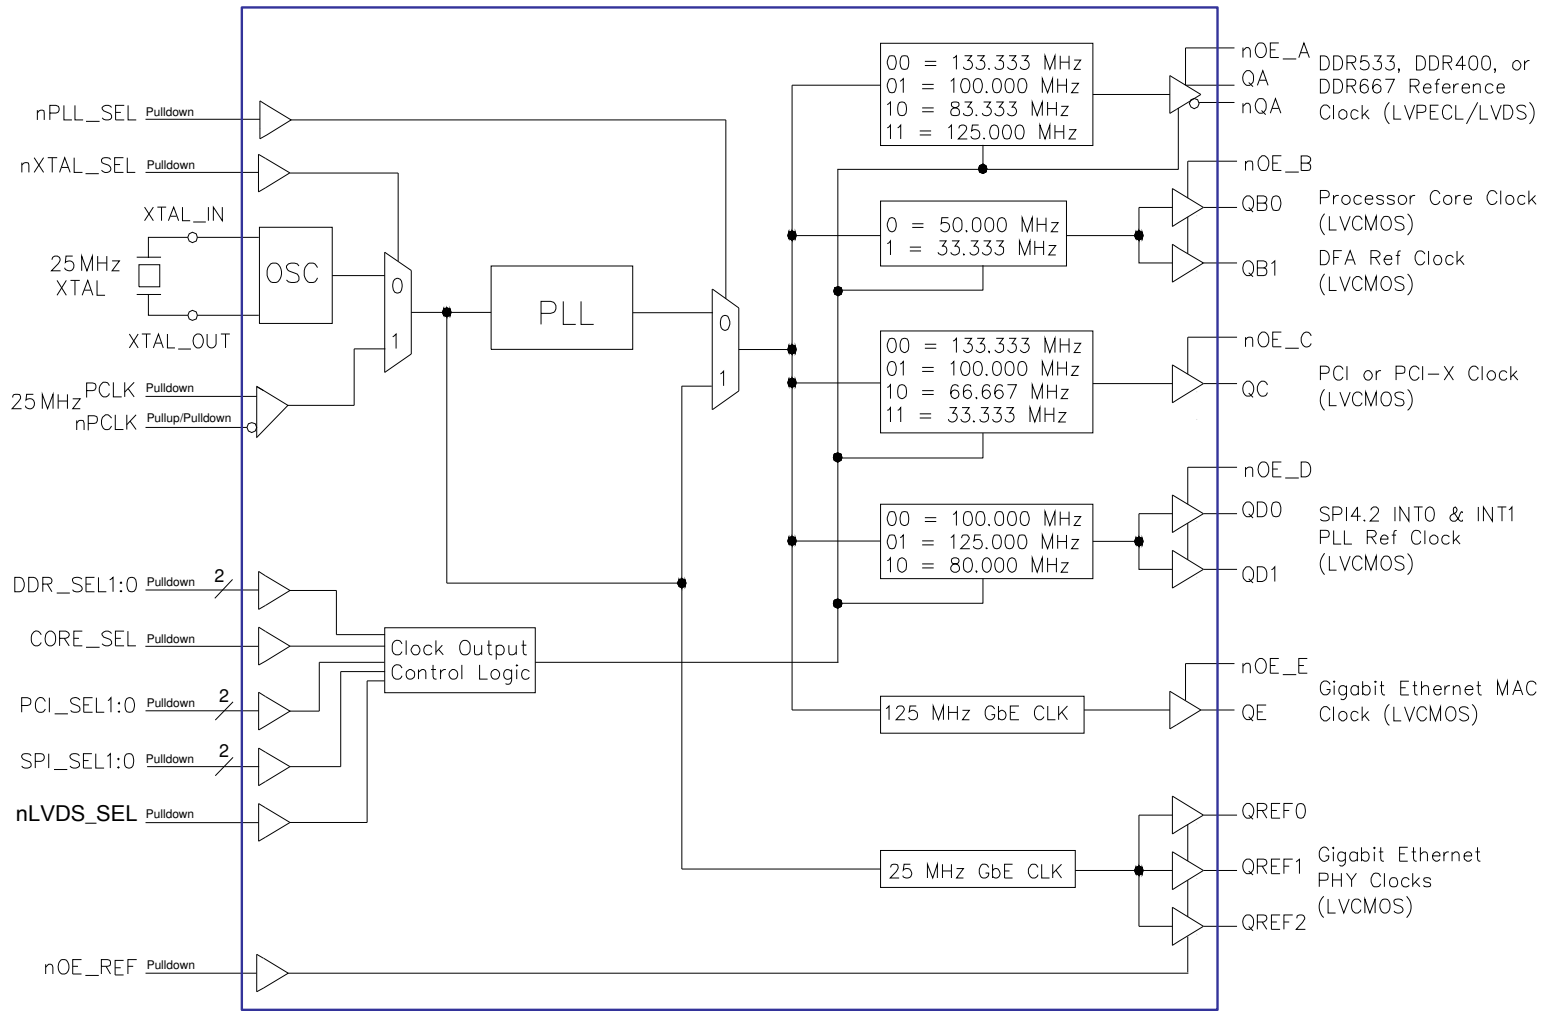 nPLL_SEL Pulldown
nXTAL_SEL Pulldown
XTAL_IN
25 MHz
XTAL
XTAL_OUT
OSC
0
1
PLL
0
1
25 MHz
PCLK Pulldown
nPCLK Pullup/Pulldown
DDR_SEL1:0 Pulldown 2
CORE_SEL Pulldown
PCI_SEL1:0 Pulldown 2
SPI_SEL1:0 Pulldown 2
nLVDS_SEL Pulldown
nOE_REF Pulldown
Clock Output
Control Logic
00 = 133.333 MHz
01 = 100.000 MHz
10 = 83.333 MHz
11 = 125.000 MHz
nOE_A
QA
nQA
DDR533, DDR400, or
DDR667 Reference
Clock (LVPECL/LVDS)
0 = 50.000 MHz
1 = 33.333 MHz
nOE_B
QB0
QB1
Processor Core Clock
(LVCMOS)
DFA Ref Clock
(LVCMOS)
00 = 133.333 MHz
01 = 100.000 MHz
10 = 66.667 MHz
11 = 33.333 MHz
nOE_C
QC
PCI or PCI-X Clock
(LVCMOS)
00 = 100.000 MHz
01 = 125.000 MHz
10 = 80.000 MHz
nOE_D
QD0
QD1
SPI4.2 INT0 & INT1
PLL Ref Clock
(LVCMOS)
125 MHz GbE CLK
nOE_E
QE
Gigabit Ethernet MAC
Clock (LVCMOS)
25 MHz GbE CLK
QREF0
QREF1
QREF2
Gigabit Ethernet
PHY Clocks
(LVCMOS)